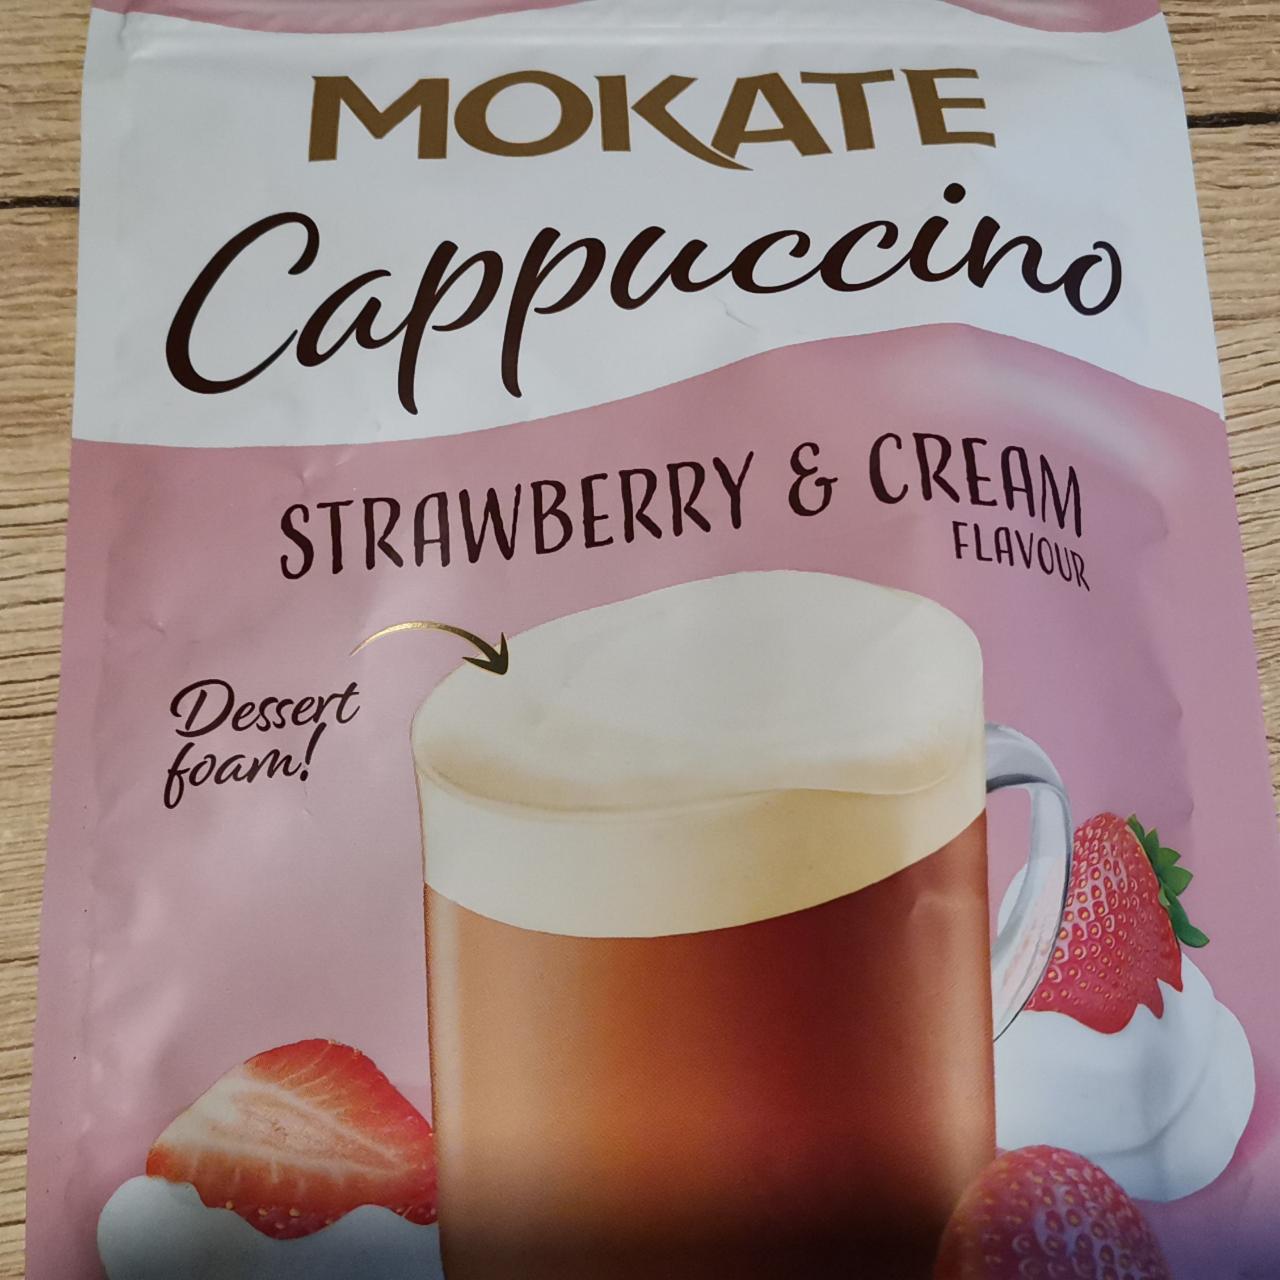 MOKATE
Cappuccino
STRAWBERRY & CREAM
FLAVOUR
Dessert
foam!